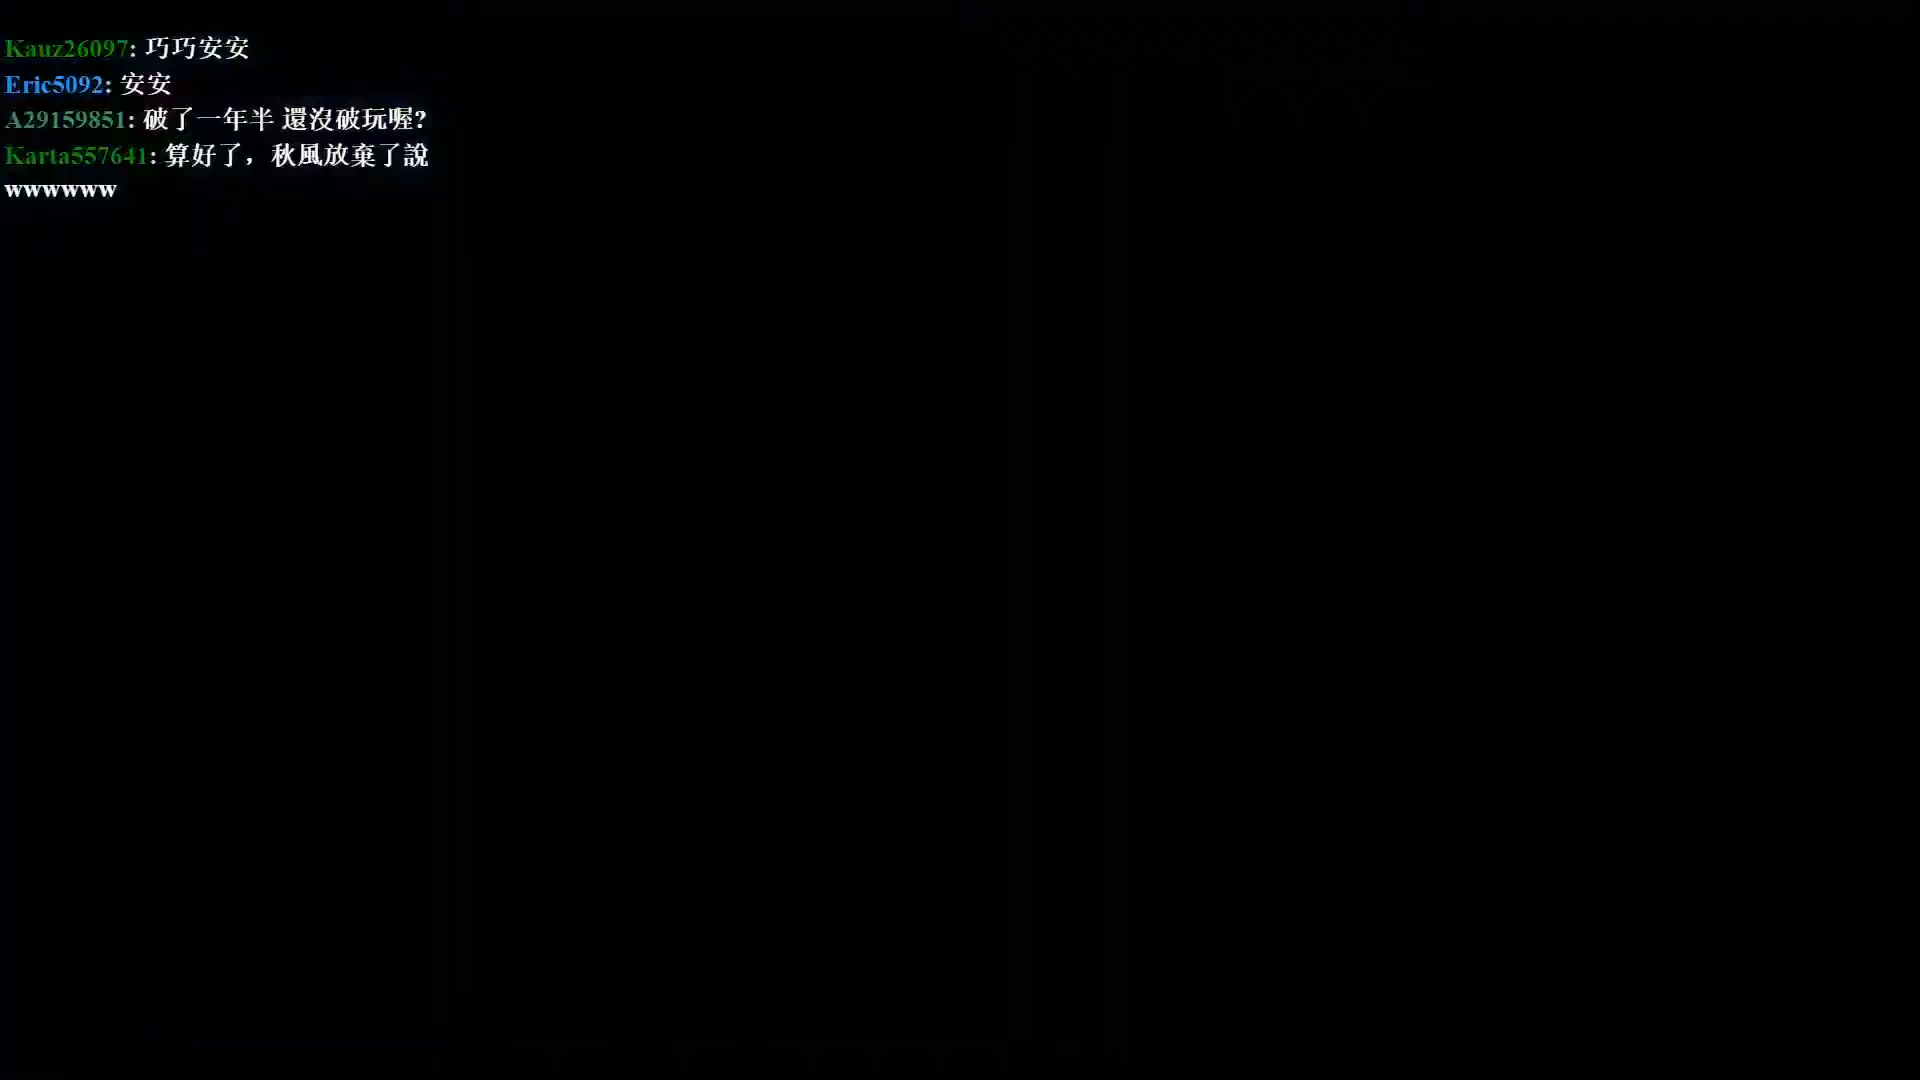 Kauz26097: 巧巧安安
Eric5092: 安安
A29159851: 破了一年半 還沒破玩喔?
Karta557641: 算好了，秋風放棄了說
wwwwww